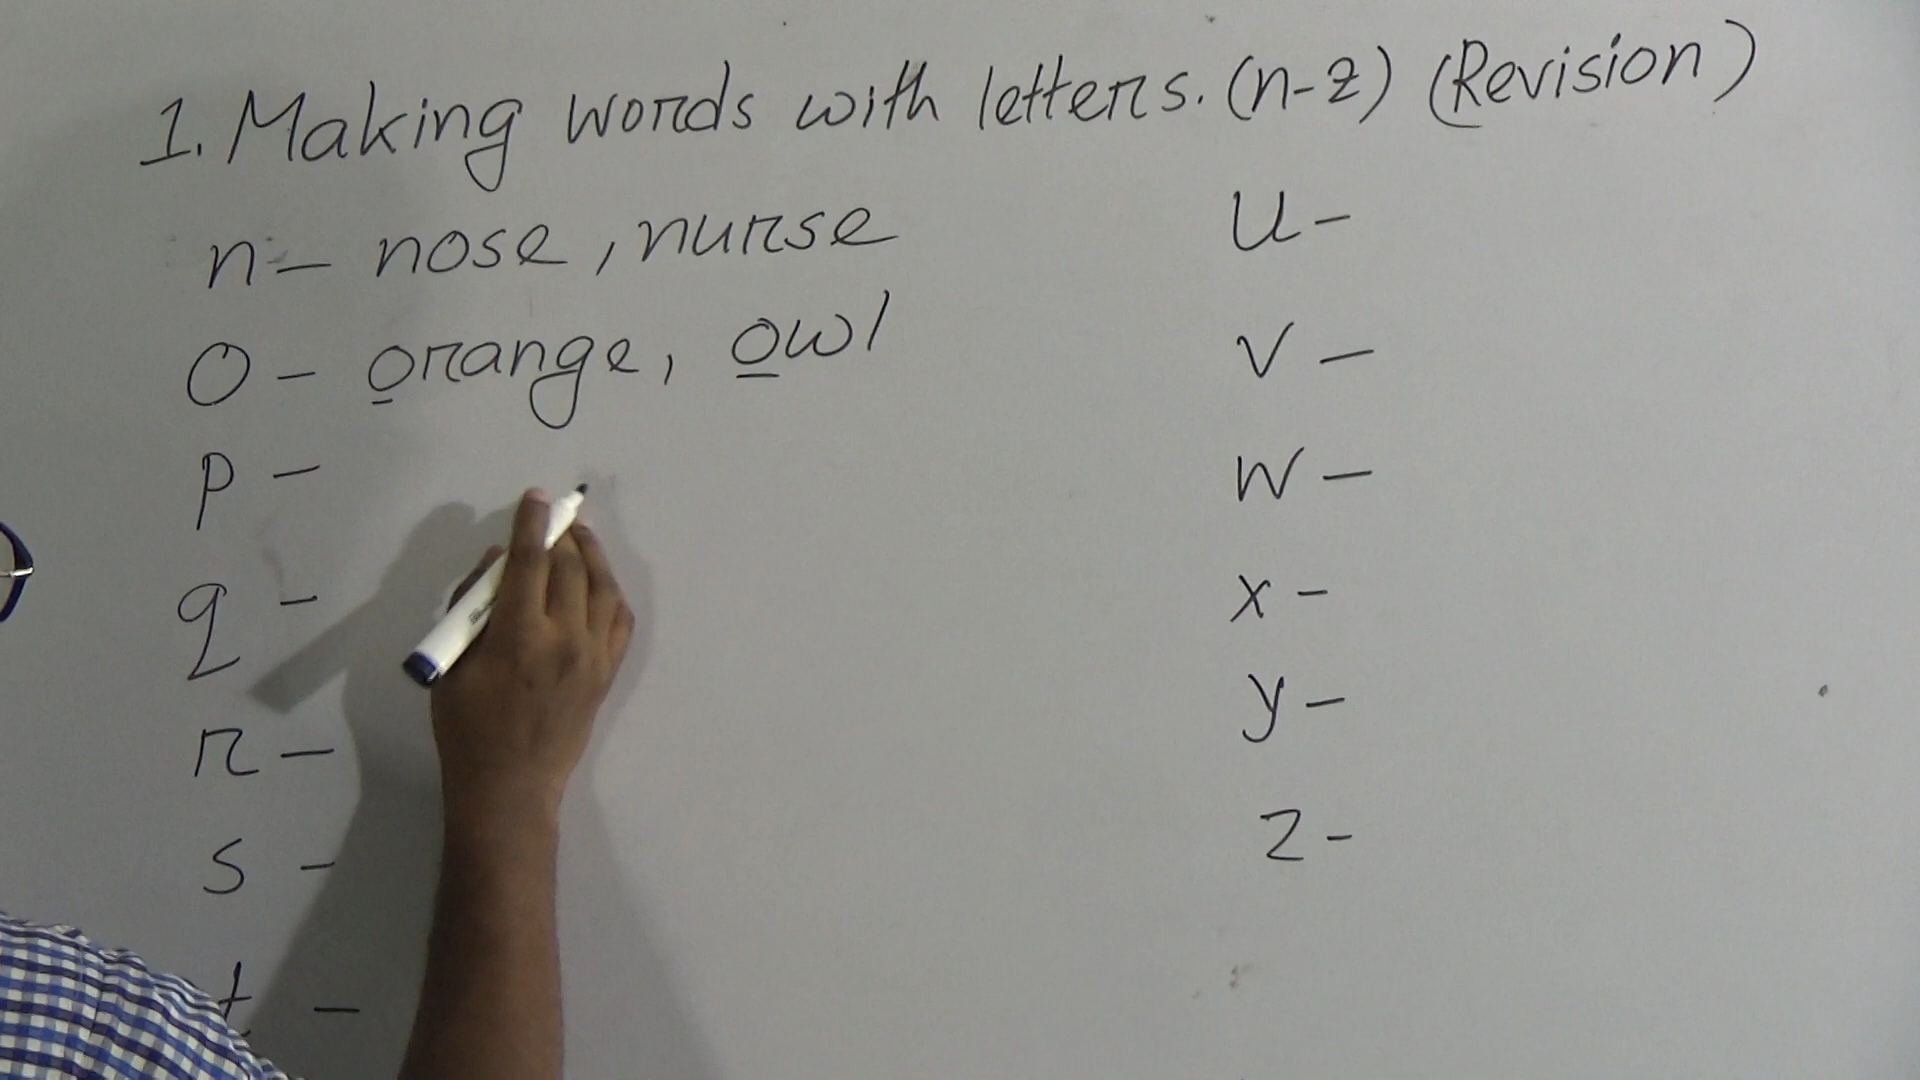 1. Making words with letters. (n-z) (Revision)
n - nose, nurse
o - orange, owl
p -
q -
r -
s -
t -
u -
v -
w -
x -
y -
z -